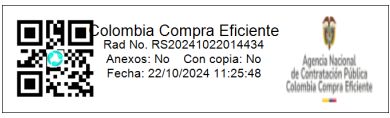 Colombia Compra Eficiente
Rad No. RS20241022014434
Anexos: No Con copia: No
Fecha: 22/10/2024 11:25:48
Agencia Nacional
de Contratación Pública
Colombia Compra Eficiente